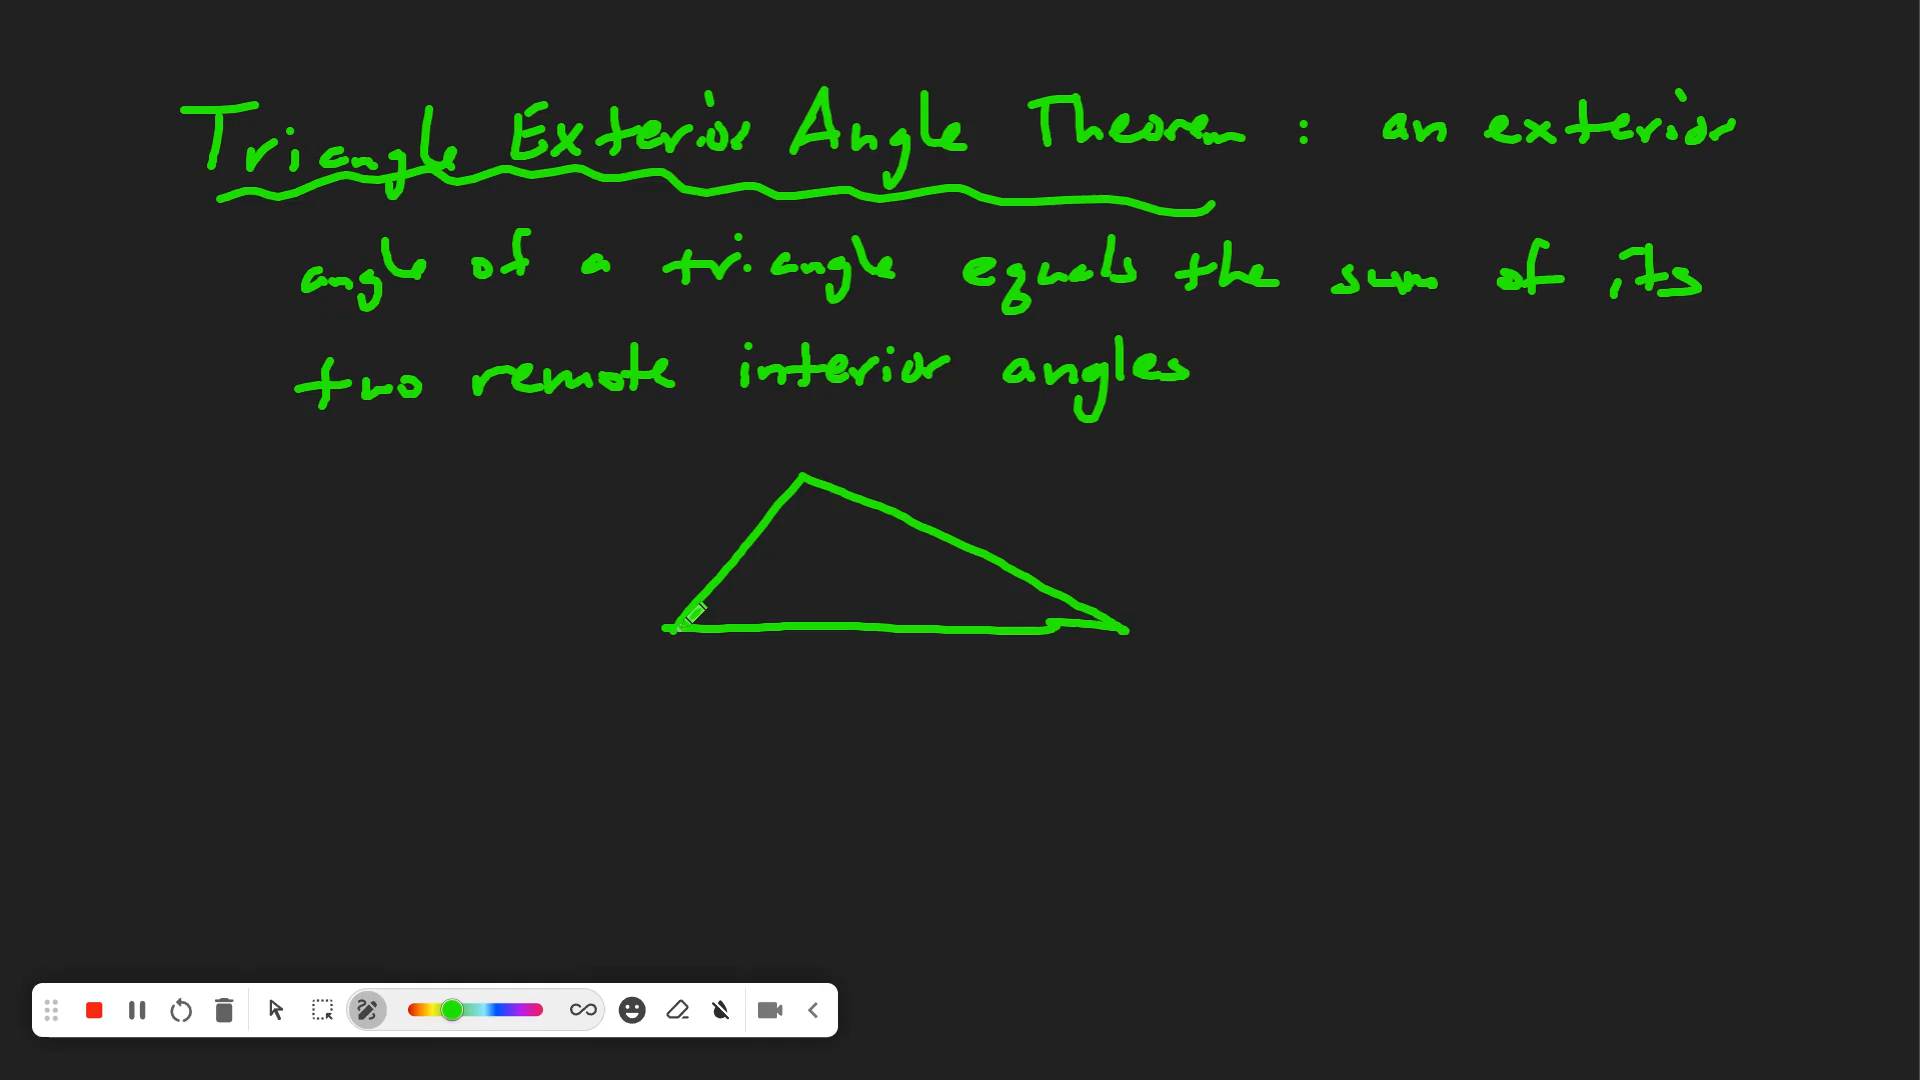 Triangle Exterior Angle Theorem : an exterior
angle of a triangle equals the sum of its
two remote interior angles